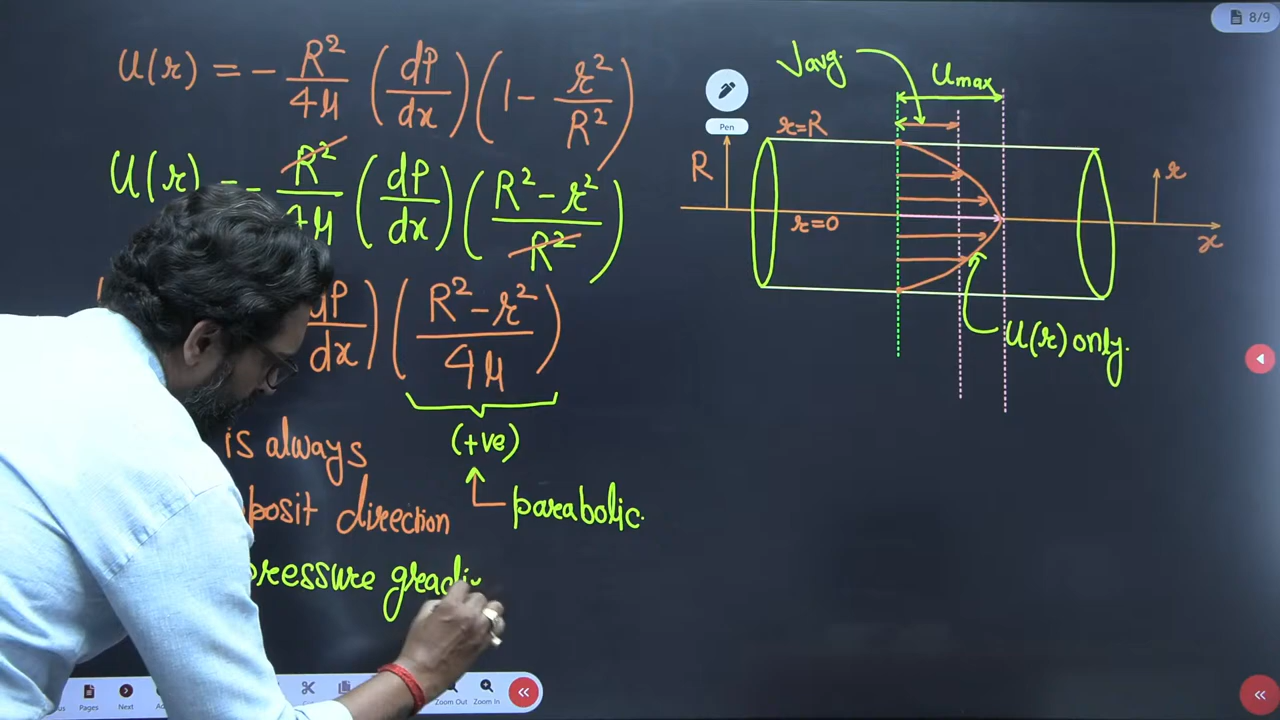 8/9
U(r) = - R²/4μ (dP/dx) (1 - r²/R²)
U(r) = - R²/4μ (dP/dx) (R² - r²/R²)
dP/dx) (R² - r²/4μ)
(+ve)
is always
parabolic.
posit direction
pressure gradi
Vavg.
Umax
Pen
r=R
R
r=0
r
x
U(r) only.
Pages
Next
Zoom Out
Zoom In